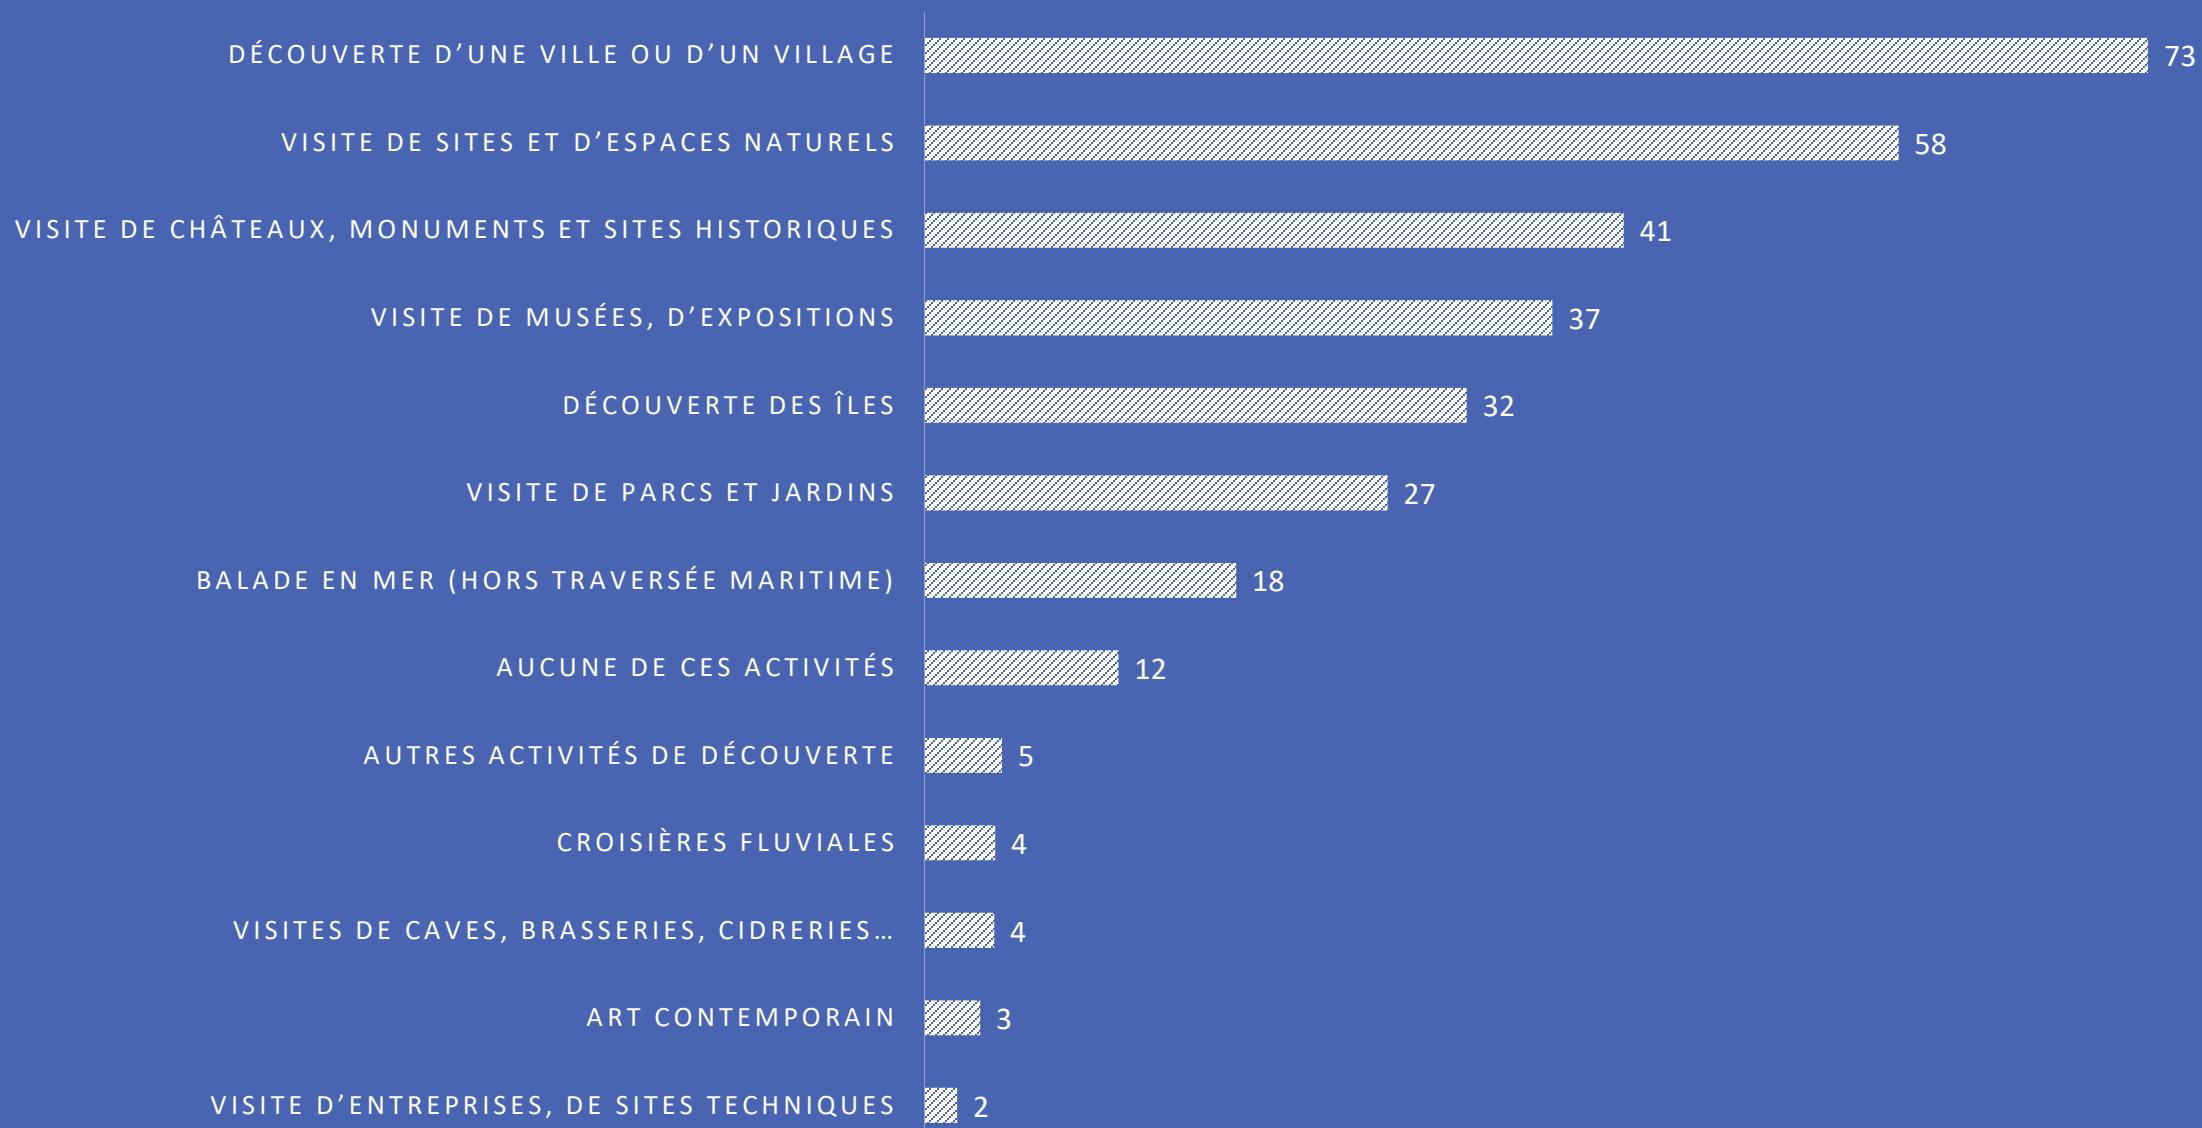 DÉCOUVERTE D’UNE VILLE OU D’UN VILLAGE 73
VISITE DE SITES ET D’ESPACES NATURELS 58
VISITE DE CHÂTEAUX, MONUMENTS ET SITES HISTORIQUES 41
VISITE DE MUSÉES, D’EXPOSITIONS 37
DÉCOUVERTE DES ÎLES 32
VISITE DE PARCS ET JARDINS 27
BALADE EN MER (HORS TRAVERSÉE MARITIME) 18
AUCUNE DE CES ACTIVITÉS 12
AUTRES ACTIVITÉS DE DÉCOUVERTE 5
CROISIÈRES FLUVIALES 4
VISITES DE CAVES, BRASSERIES, CIDRERIES… 4
ART CONTEMPORAIN 3
VISITE D’ENTREPRISES, DE SITES TECHNIQUES 2